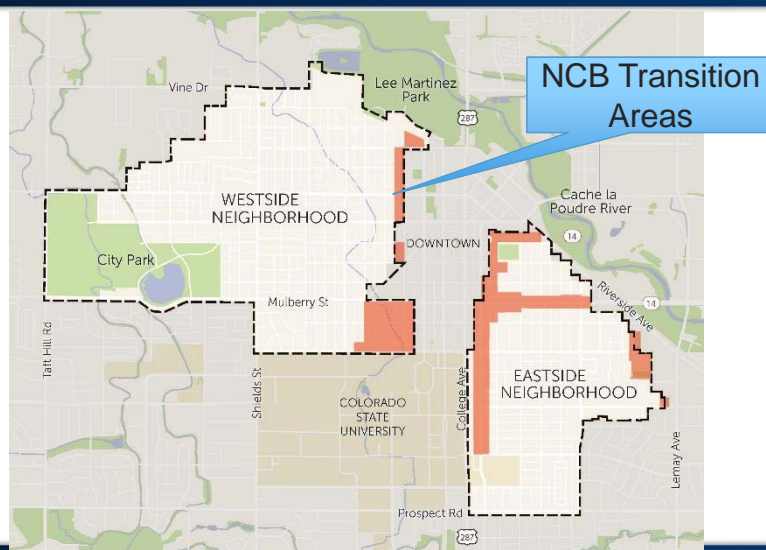 NCB Transition
Areas
Vine Dr
Lee Martinez
Park
287
WESTSIDE
NEIGHBORHOOD
Cache la
Poudre River
14
DOWNTOWN
City Park
Mulberry St
Riverside Ave
14
Taft Hill Rd
Shields St
COLORADO
STATE
UNIVERSITY
College Ave
EASTSIDE
NEIGHBORHOOD
Lemay Ave
Prospect Rd
287